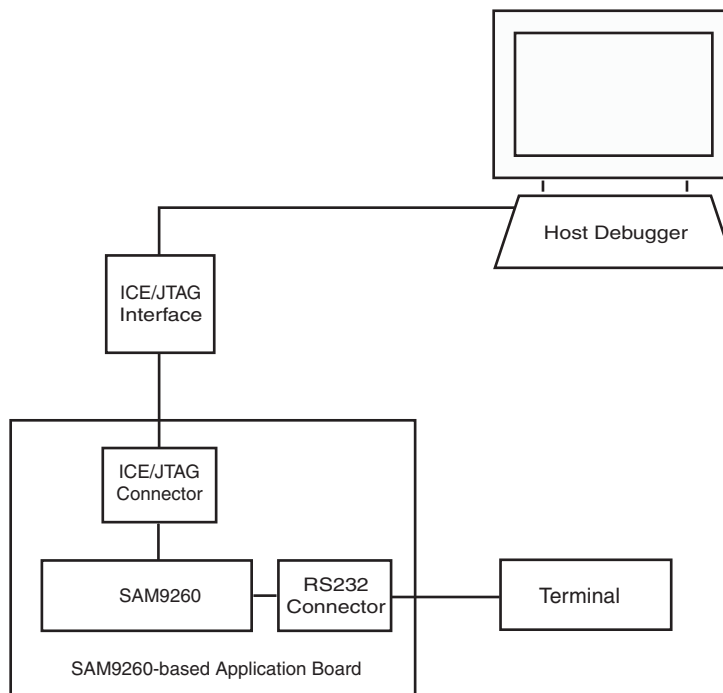 Host Debugger
ICE/JTAG
Interface
ICE/JTAG
Connector
SAM9260
RS232
Connector
Terminal
SAM9260-based Application Board